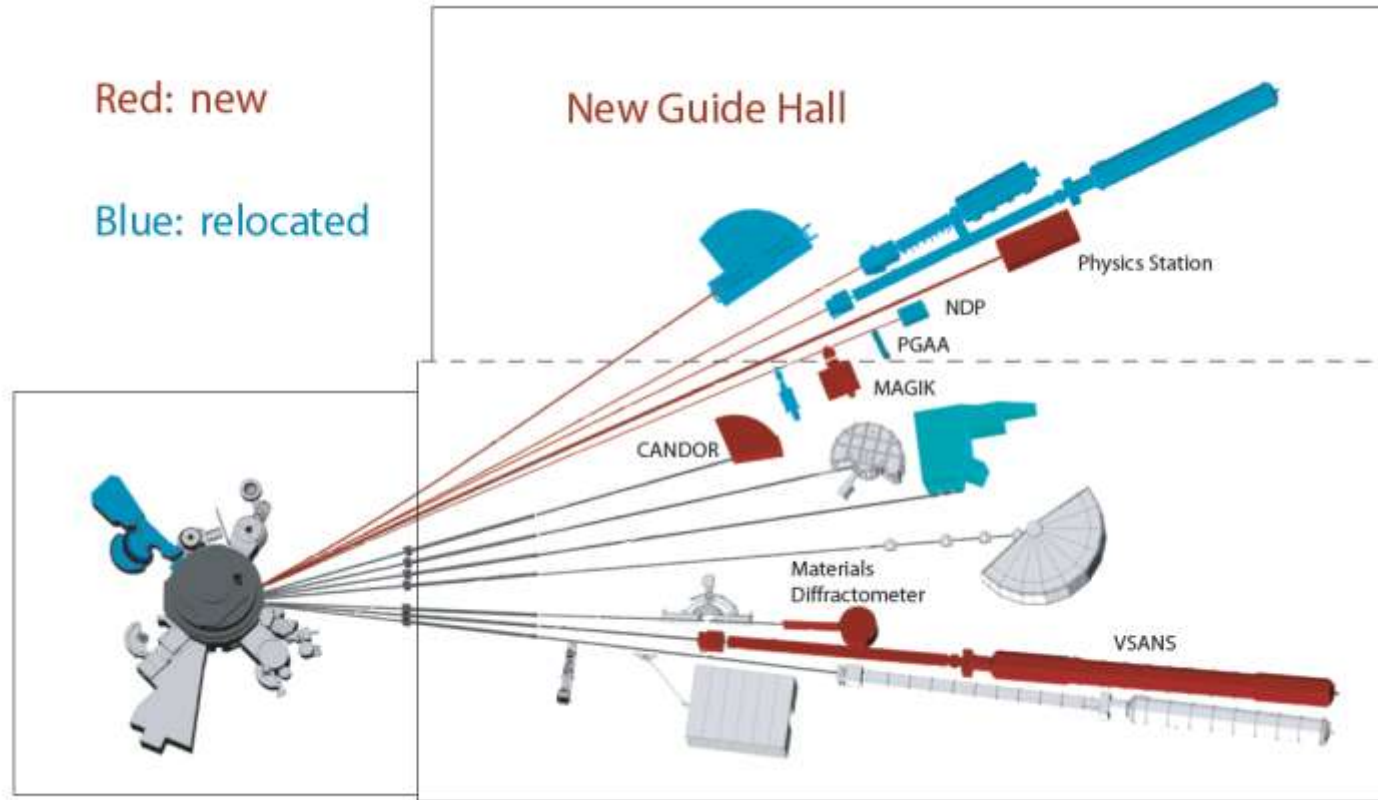 Red: new
New Guide Hall
Blue: relocated
Physics Station
NDP
PGAA
MAGIK
CANDOR
Materials
Diffractometer
VSANS